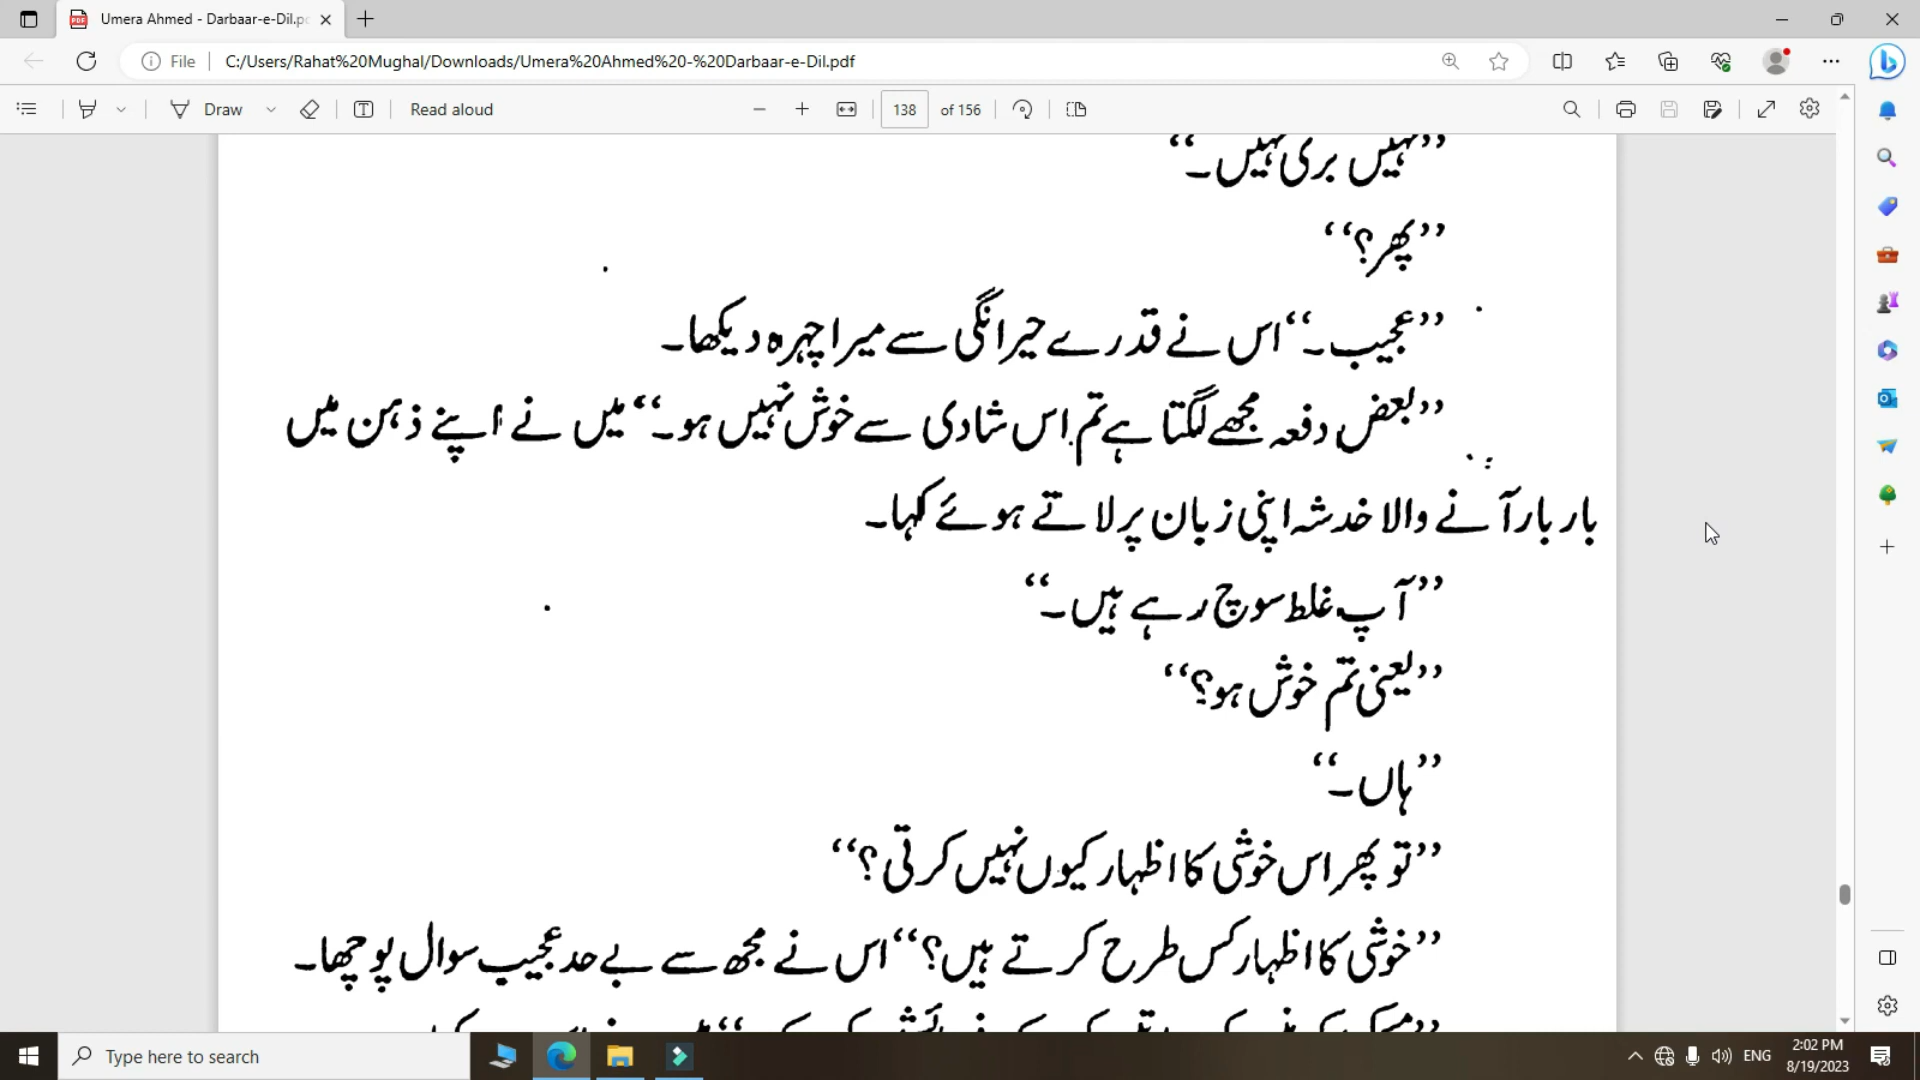 Umera Ahmed - Darbaar-e-Dil.p
File
C:/Users/Rahat%20Mughal/Downloads/Umera%20Ahmed%20-%20Darbaar-e-Dil.pdf
Draw
Read aloud
138 of 156
’’نہیں بری نہیں۔‘‘
’’پھر؟‘‘
’’عجیب۔‘‘ اس نے قدرے حیرانگی سے میرا چہرہ دیکھا۔
’’بعض دفعہ مجھے لگتا ہے تم اس شادی سے خوش نہیں ہو۔‘‘ میں نے اپنے ذہن میں
بار بار آنے والا خدشہ اپنی زبان پر لاتے ہوئے کہا۔
’’آپ غلط سوچ رہے ہیں۔‘‘
’’یعنی تم خوش ہو؟‘‘
’’ہاں۔‘‘
’’تو پھر اس خوشی کا اظہار کیوں نہیں کرتی؟‘‘
’’خوشی کا اظہار کس طرح کرتے ہیں؟‘‘ اس نے مجھ سے بے حد عجیب سوال پوچھا۔
Type here to search
ENG
2:02 PM
8/19/2023